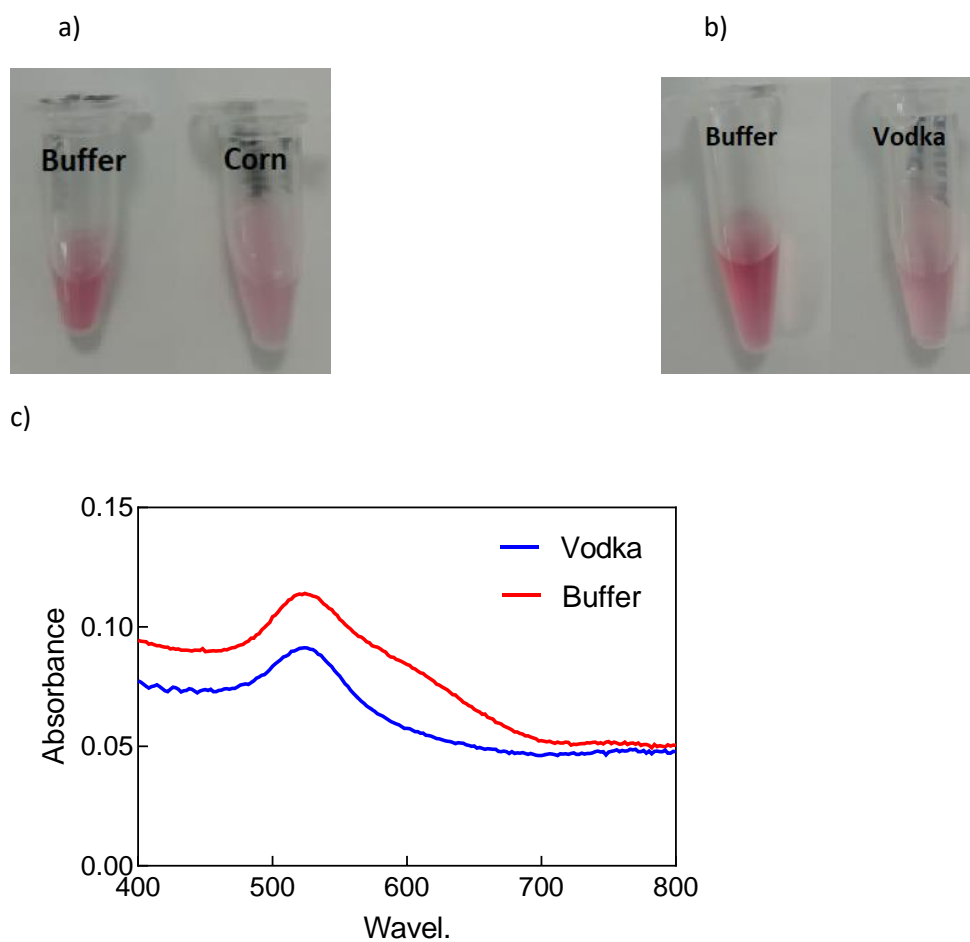 a)
b)
Buffer
Corn
Buffer
Vodka
c)
0.15
0.10
0.05
0.00
Absorbance
Vodka
Buffer
400
500
600
700
800
Wavel.